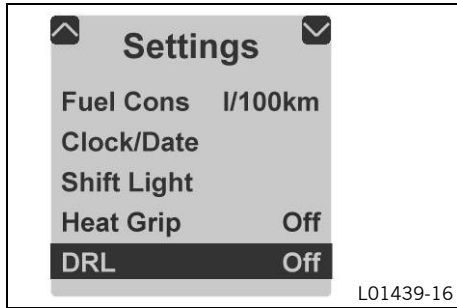 Settings
Fuel Cons l/100km
Clock/Date
Shift Light
Heat Grip Off
DRL Off
L01439-16